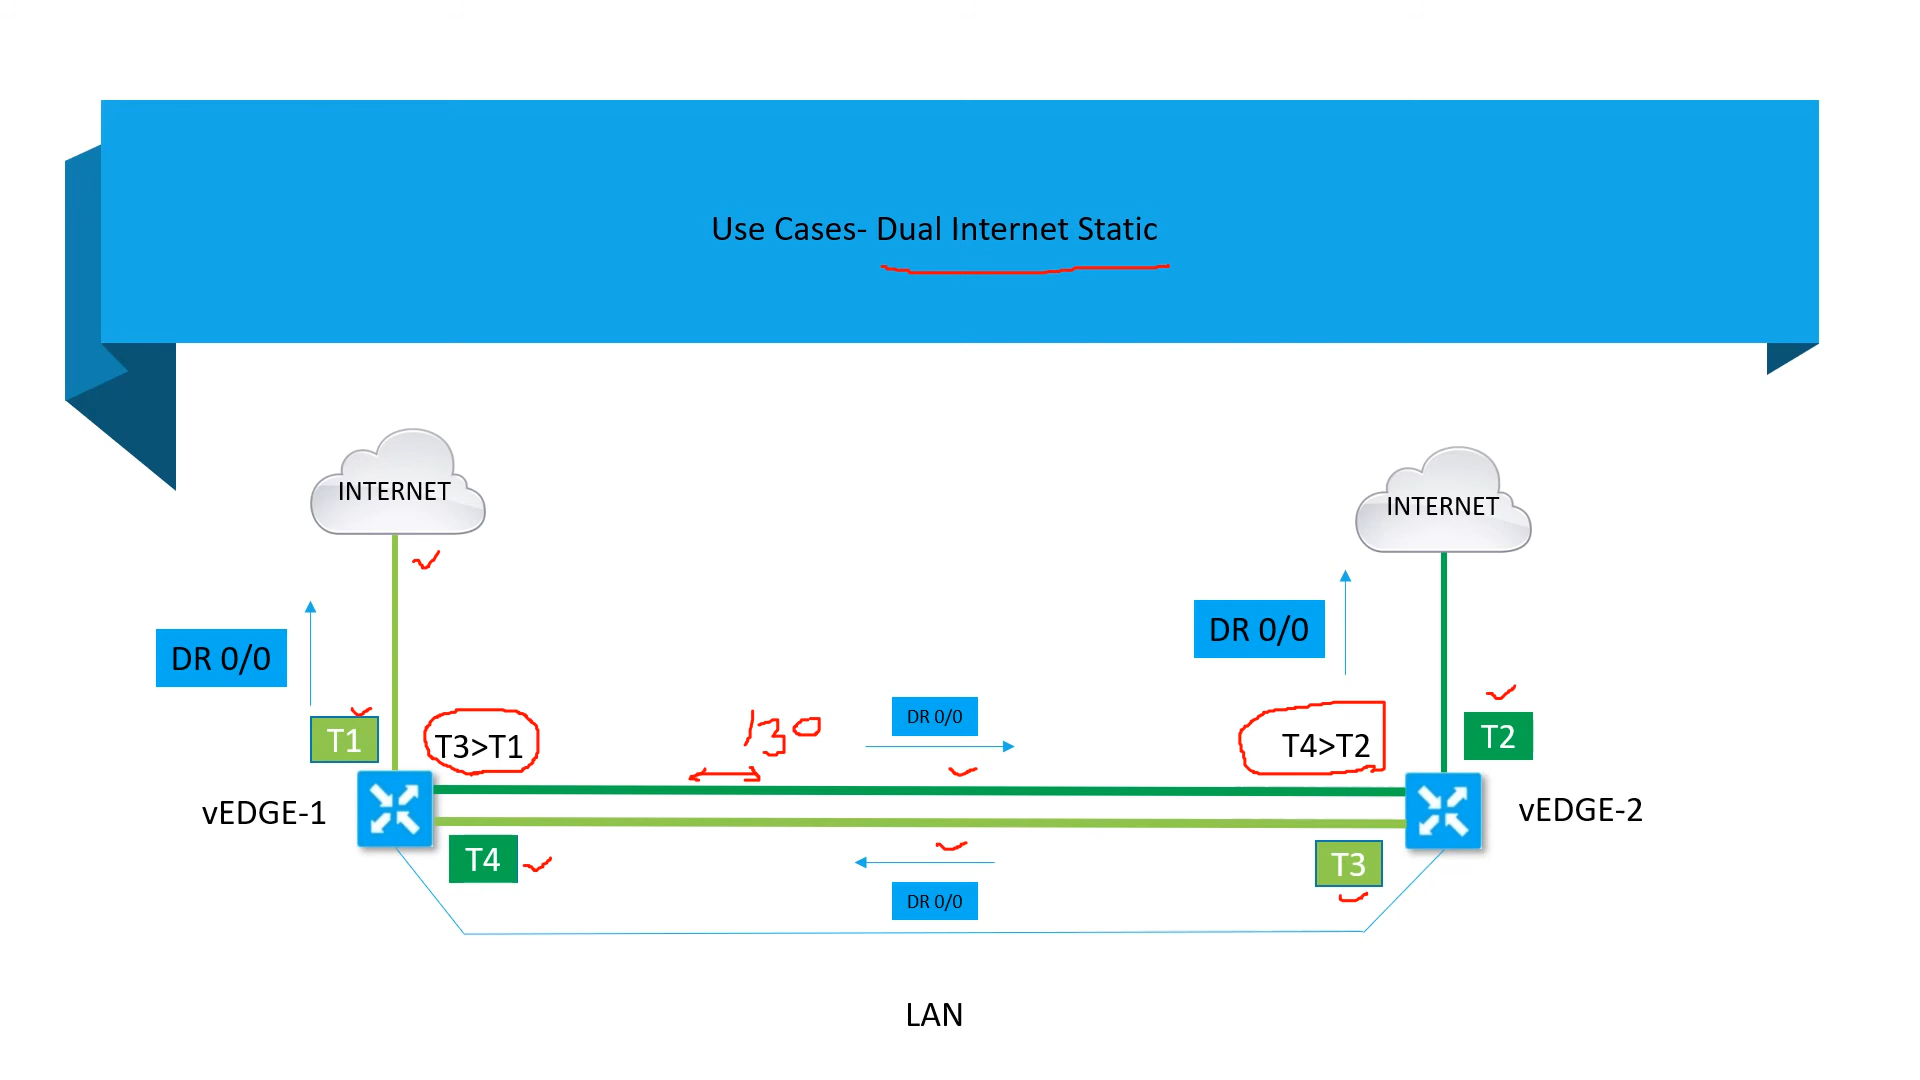 Use Cases- Dual Internet Static
INTERNET
INTERNET
DR 0/0
DR 0/0
T1
T3>T1
130
DR 0/0
T4>T2
T2
vEDGE-1
vEDGE-2
T4
T3
DR 0/0
LAN